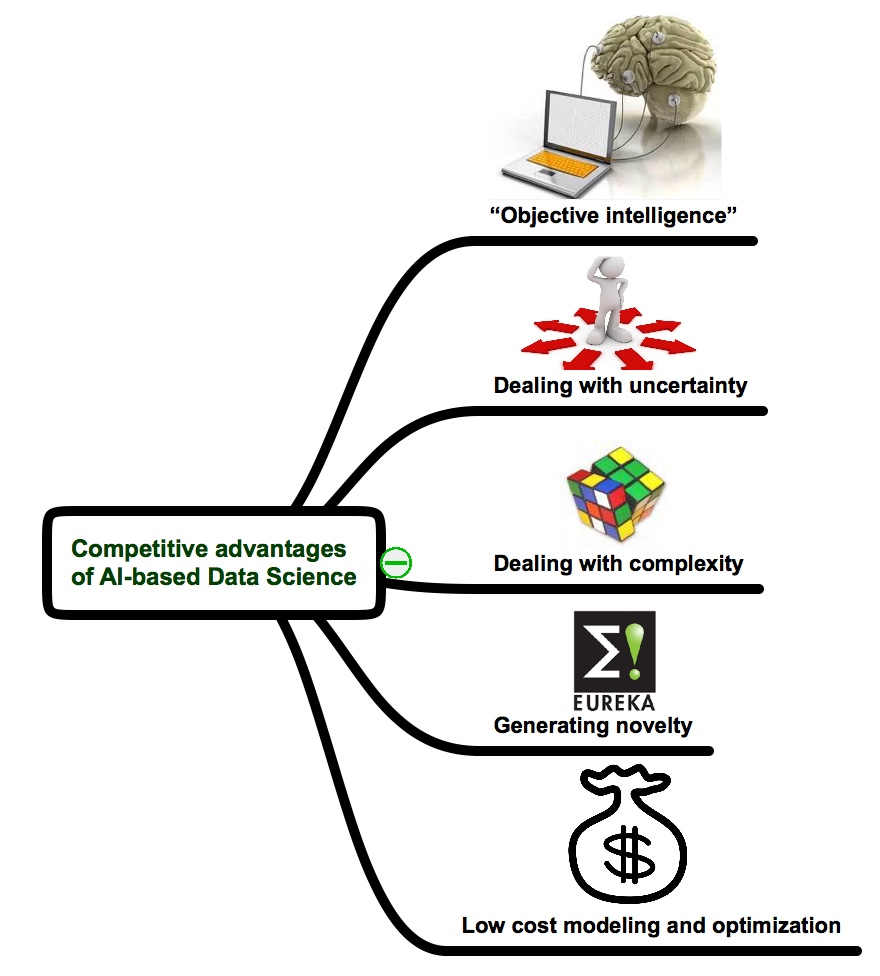 “Objective intelligence”
Dealing with uncertainty
Competitive advantages
of AI-based Data Science
Dealing with complexity
Σ!
EUREKA
Generating novelty
$
Low cost modeling and optimization